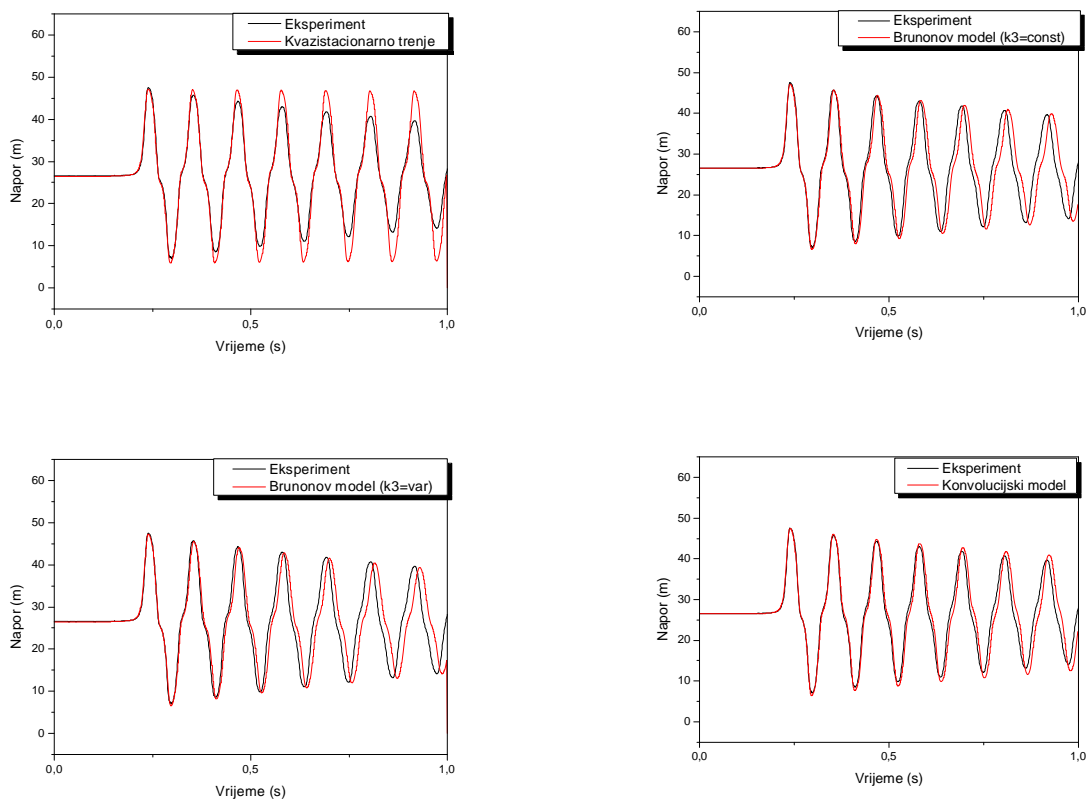 Eksperiment
Kvazistacionarno trenje
60
50
40
30
20
10
0
Napor (m)
0,0
0,5
1,0
Vrijeme (s)
Eksperiment
Brunonov model (k3=const)
60
50
40
30
20
10
0
Napor (m)
0,0
0,5
1,0
Vrijeme (s)
Eksperiment
Brunonov model (k3=var)
60
50
40
30
20
10
0
Napor (m)
0,0
0,5
1,0
Vrijeme (s)
Eksperiment
Konvolucijski model
60
50
40
30
20
10
0
Napor (m)
0,0
0,5
1,0
Vrijeme (s)